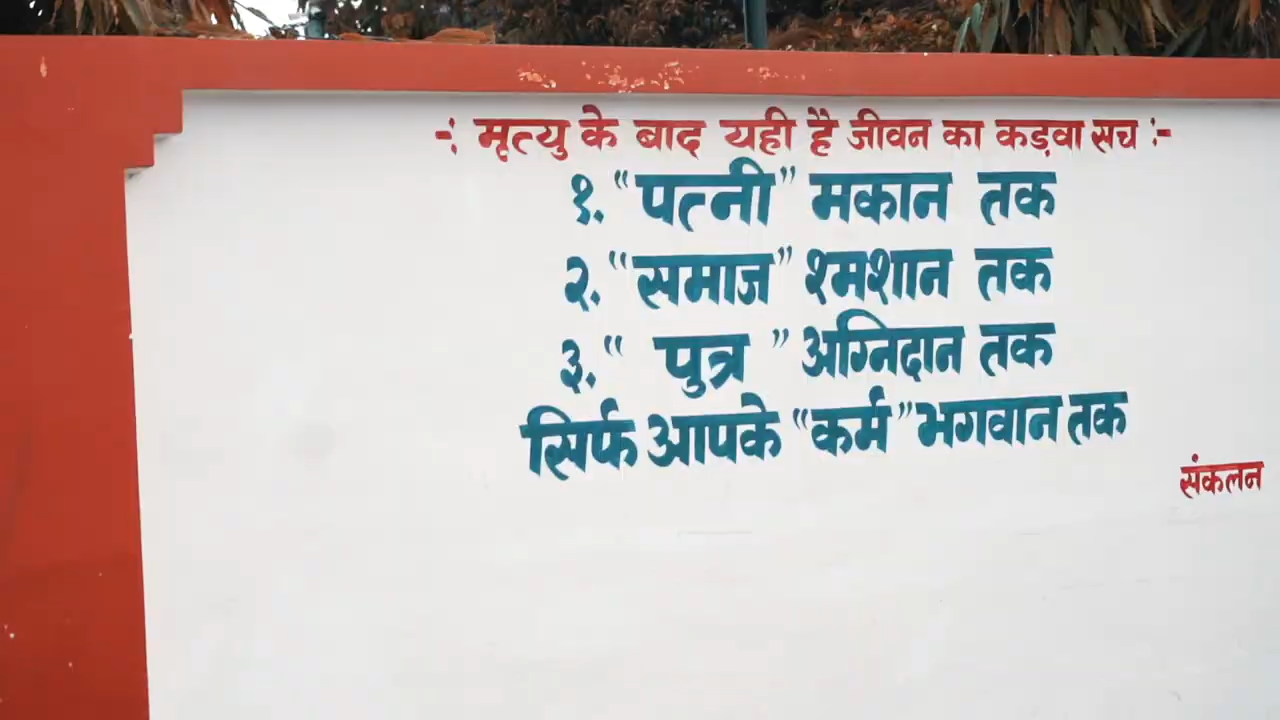 -: मृत्यु के बाद यही है जीवन का कड़वा सच :-
१. “पत्नी” मकान तक
२. “समाज” श्मशान तक
३. “ पुत्र ” अग्निदान तक
सिर्फ आपके “कर्म” भगवान तक
संकलन